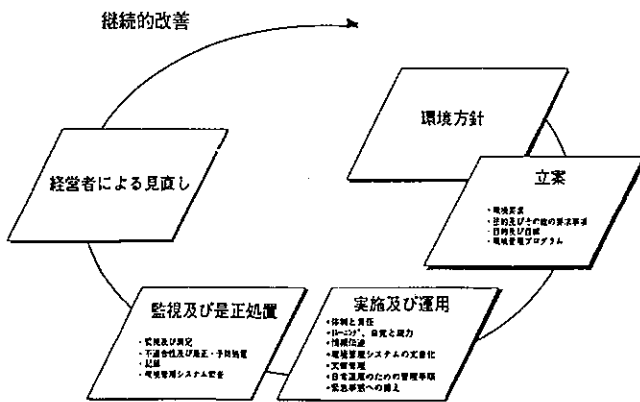 継続的改善
環境方針
立案
・環境要素
・法的及びその他の要求事項
・目的及び目標
・環境管理プログラム
実施及び運用
・体制と責任
・トレーニング、自覚と能力
・情報伝達
・環境管理システムの文書化
・文書管理
・日常運用のための管理手順
・緊急事態への備え
監視及び是正処置
・監視及び測定
・不適合性及び是正・予防処置
・記録
・環境管理システム監査
経営者による見直し